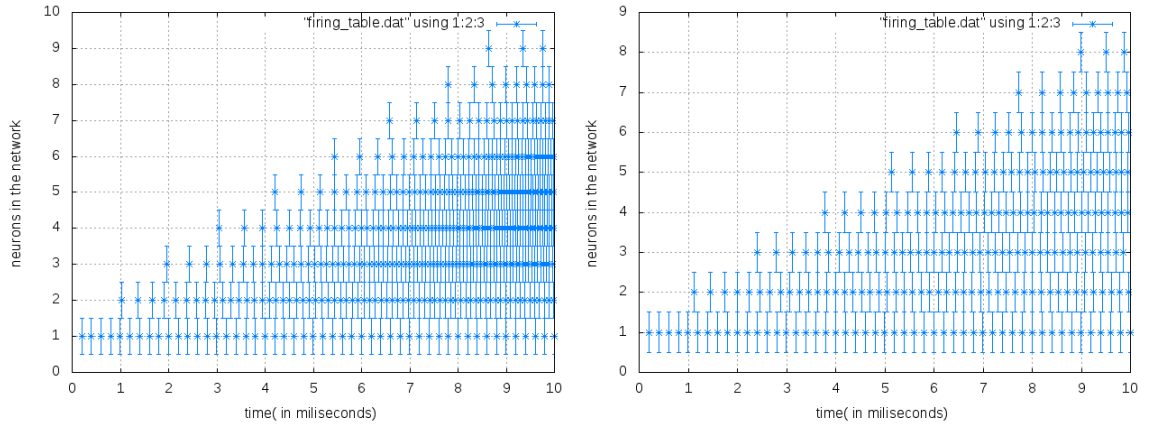 "firing_table.dat" using 1:2:3
neurons in the network
10
9
8
7
6
5
4
3
2
1
0
0 1 2 3 4 5 6 7 8 9 10
time( in miliseconds)
"firing_table.dat" using 1:2:3
neurons in the network
9
8
7
6
5
4
3
2
1
0
0 1 2 3 4 5 6 7 8 9 10
time( in miliseconds)